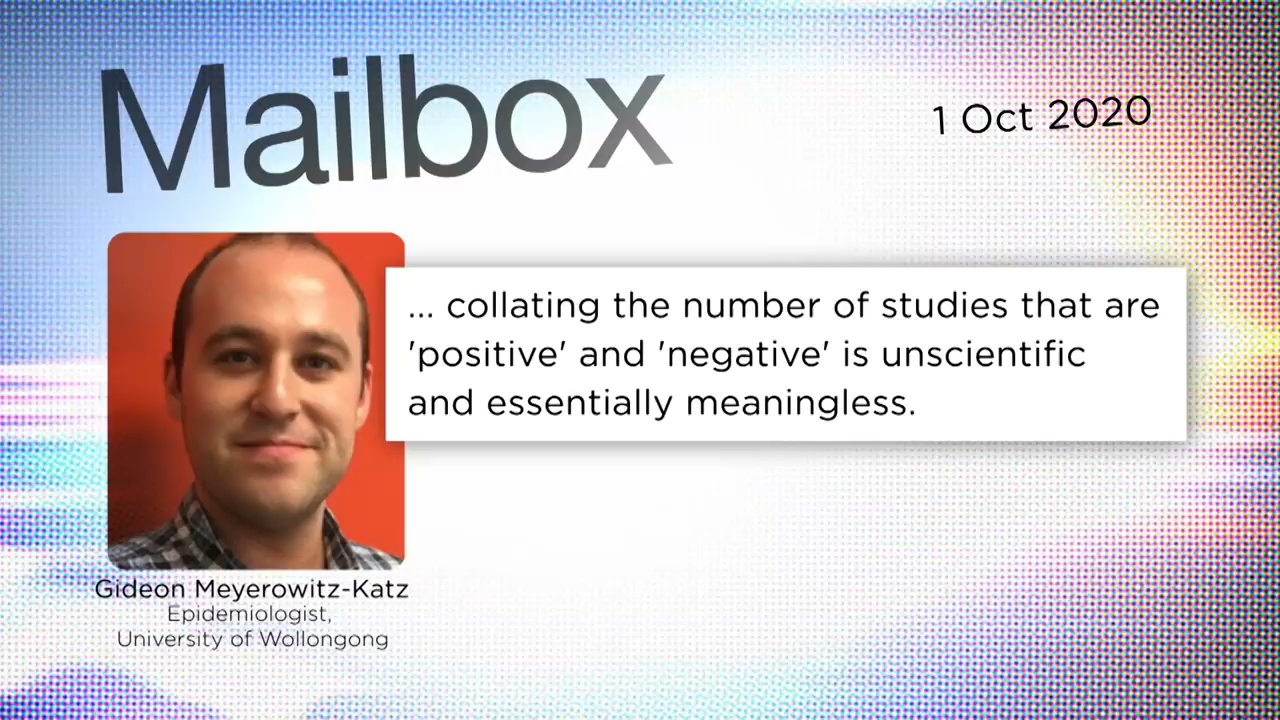 Mailbox
1 Oct 2020
... collating the number of studies that are
'positive' and 'negative' is unscientific
and essentially meaningless.
Gideon Meyerowitz-Katz
Epidemiologist,
University of Wollongong